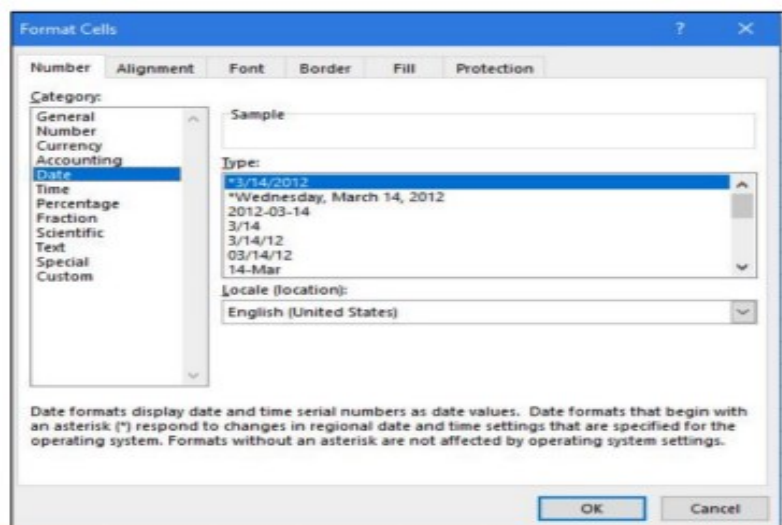 Format Cells
?
Number Alignment Font Border Fill Protection
Category:
General
Number
Currency
Accounting
Date
Time
Percentage
Fraction
Scientific
Text
Special
Custom
Sample
Type:
*3/14/2012
*Wednesday, March 14, 2012
2012-03-14
3/14
3/14/12
03/14/12
14-Mar
Locale (location):
English (United States)
Date formats display date and time serial numbers as date values. Date formats that begin with
an asterisk (*) respond to changes in regional date and time settings that are specified for the
operating system. Formats without an asterisk are not affected by operating system settings.
OK Cancel